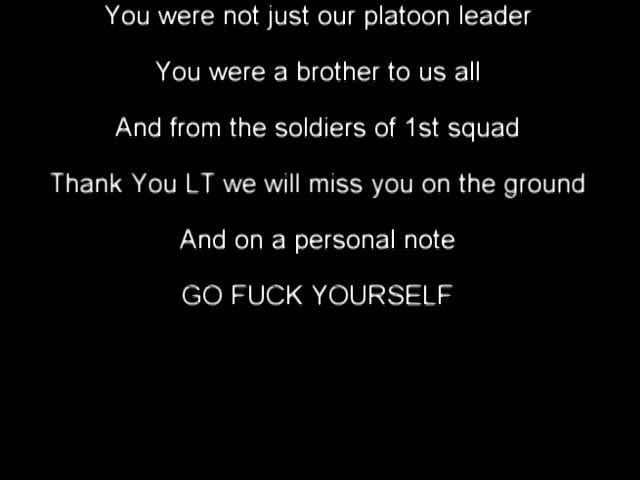 You were not just our platoon leader
You were a brother to us all
And from the soldiers of 1st squad
Thank You LT we will miss you on the ground
And on a personal note
GO FUCK YOURSELF